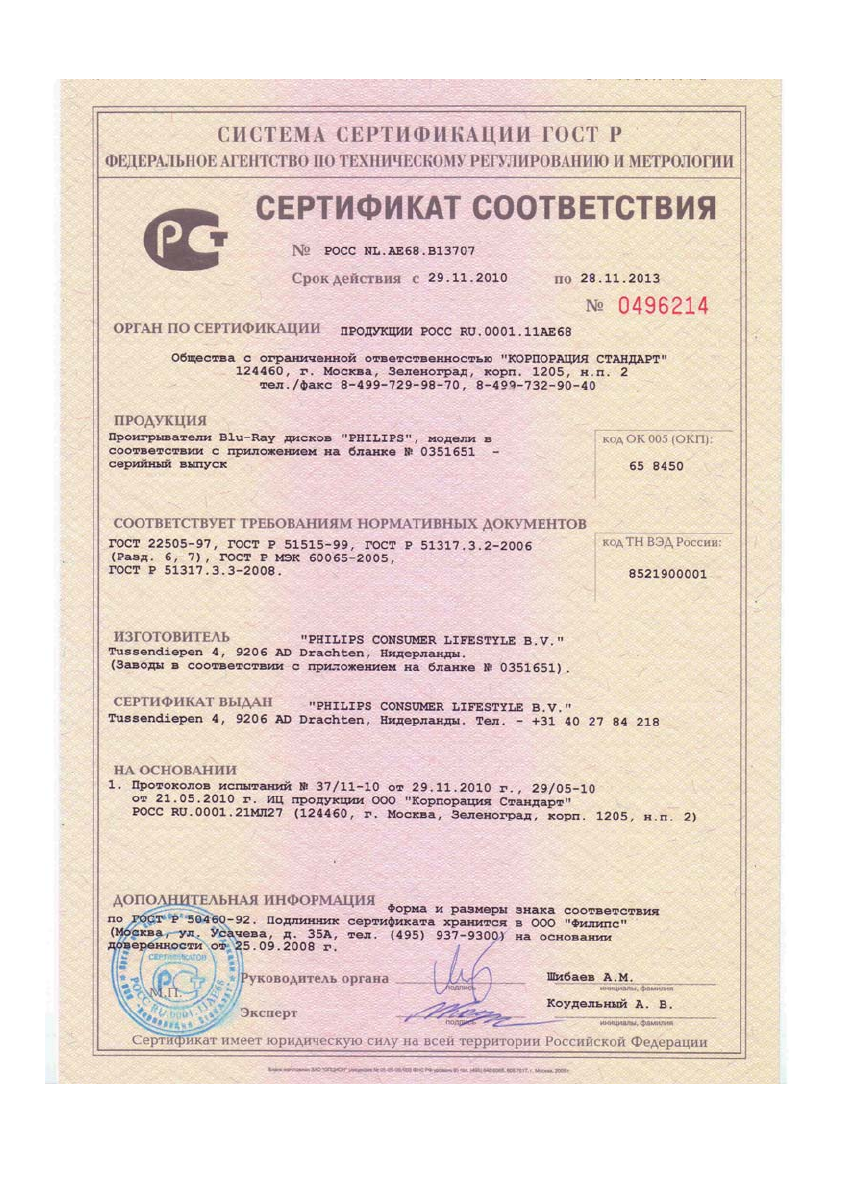 СИСТЕМА СЕРТИФИКАЦИИ ГОСТ Р
ФЕДЕРАЛЬНОЕ АГЕНТСТВО ПО ТЕХНИЧЕСКОМУ РЕГУЛИРОВАНИЮ И МЕТРОЛОГИИ
СЕРТИФИКАТ СООТВЕТСТВИЯ
№ РОСС NL.АЕ68.В13707
Срок действия с 29.11.2010 по 28.11.2013
№ 0496214
ОРГАН ПО СЕРТИФИКАЦИИ ПРОДУКЦИИ РОСС RU.0001.11АЕ68
Общества с ограниченной ответственностью "КОРПОРАЦИЯ СТАНДАРТ"
124460, г. Москва, Зеленоград, корп. 1205, н.п. 2
тел./факс 8-499-729-98-70, 8-499-732-90-40
ПРОДУКЦИЯ
Проигрыватели Blu-Ray дисков "PHILIPS", модели в
соответствии с приложением на бланке № 0351651 -
серийный выпуск
код ОК 005 (ОКП):
65 8450
СООТВЕТСТВУЕТ ТРЕБОВАНИЯМ НОРМАТИВНЫХ ДОКУМЕНТОВ
ГОСТ 22505-97, ГОСТ Р 51515-99, ГОСТ Р 51317.3.2-2006
(Разд. 6, 7), ГОСТ Р МЭК 60065-2005,
ГОСТ Р 51317.3.3-2008.
код ТН ВЭД России:
8521900001
ИЗГОТОВИТЕЛЬ "PHILIPS CONSUMER LIFESTYLE B.V."
Tussendiepen 4, 9206 AD Drachten, Нидерланды.
(Заводы в соответствии с приложением на бланке № 0351651).
СЕРТИФИКАТ ВЫДАН "PHILIPS CONSUMER LIFESTYLE B.V."
Tussendiepen 4, 9206 AD Drachten, Нидерланды. Тел. - +31 40 27 84 218
НА ОСНОВАНИИ
1. Протоколов испытаний № 37/11-10 от 29.11.2010 г., 29/05-10
от 21.05.2010 г. ИЦ продукции ООО "Корпорация Стандарт"
РОСС RU.0001.21МЛ27 (124460, г. Москва, Зеленоград, корп. 1205, н.п. 2)
ДОПОЛНИТЕЛЬНАЯ ИНФОРМАЦИЯ Форма и размеры знака соответствия
по ГОСТ Р 50460-92. Подлинник сертификата хранится в ООО "Филипс"
(Москва, ул. Усачева, д. 35А, тел. (495) 937-9300) на основании
доверенности от 25.09.2008 г.
М.П.
Руководитель органа
подпись
Шибаев А.М.
инициалы, фамилия
Эксперт
подпись
Коудельный А. В.
инициалы, фамилия
РОСС RU.0001.11АЕ68
Сертификат имеет юридическую силу на всей территории Российской Федерации